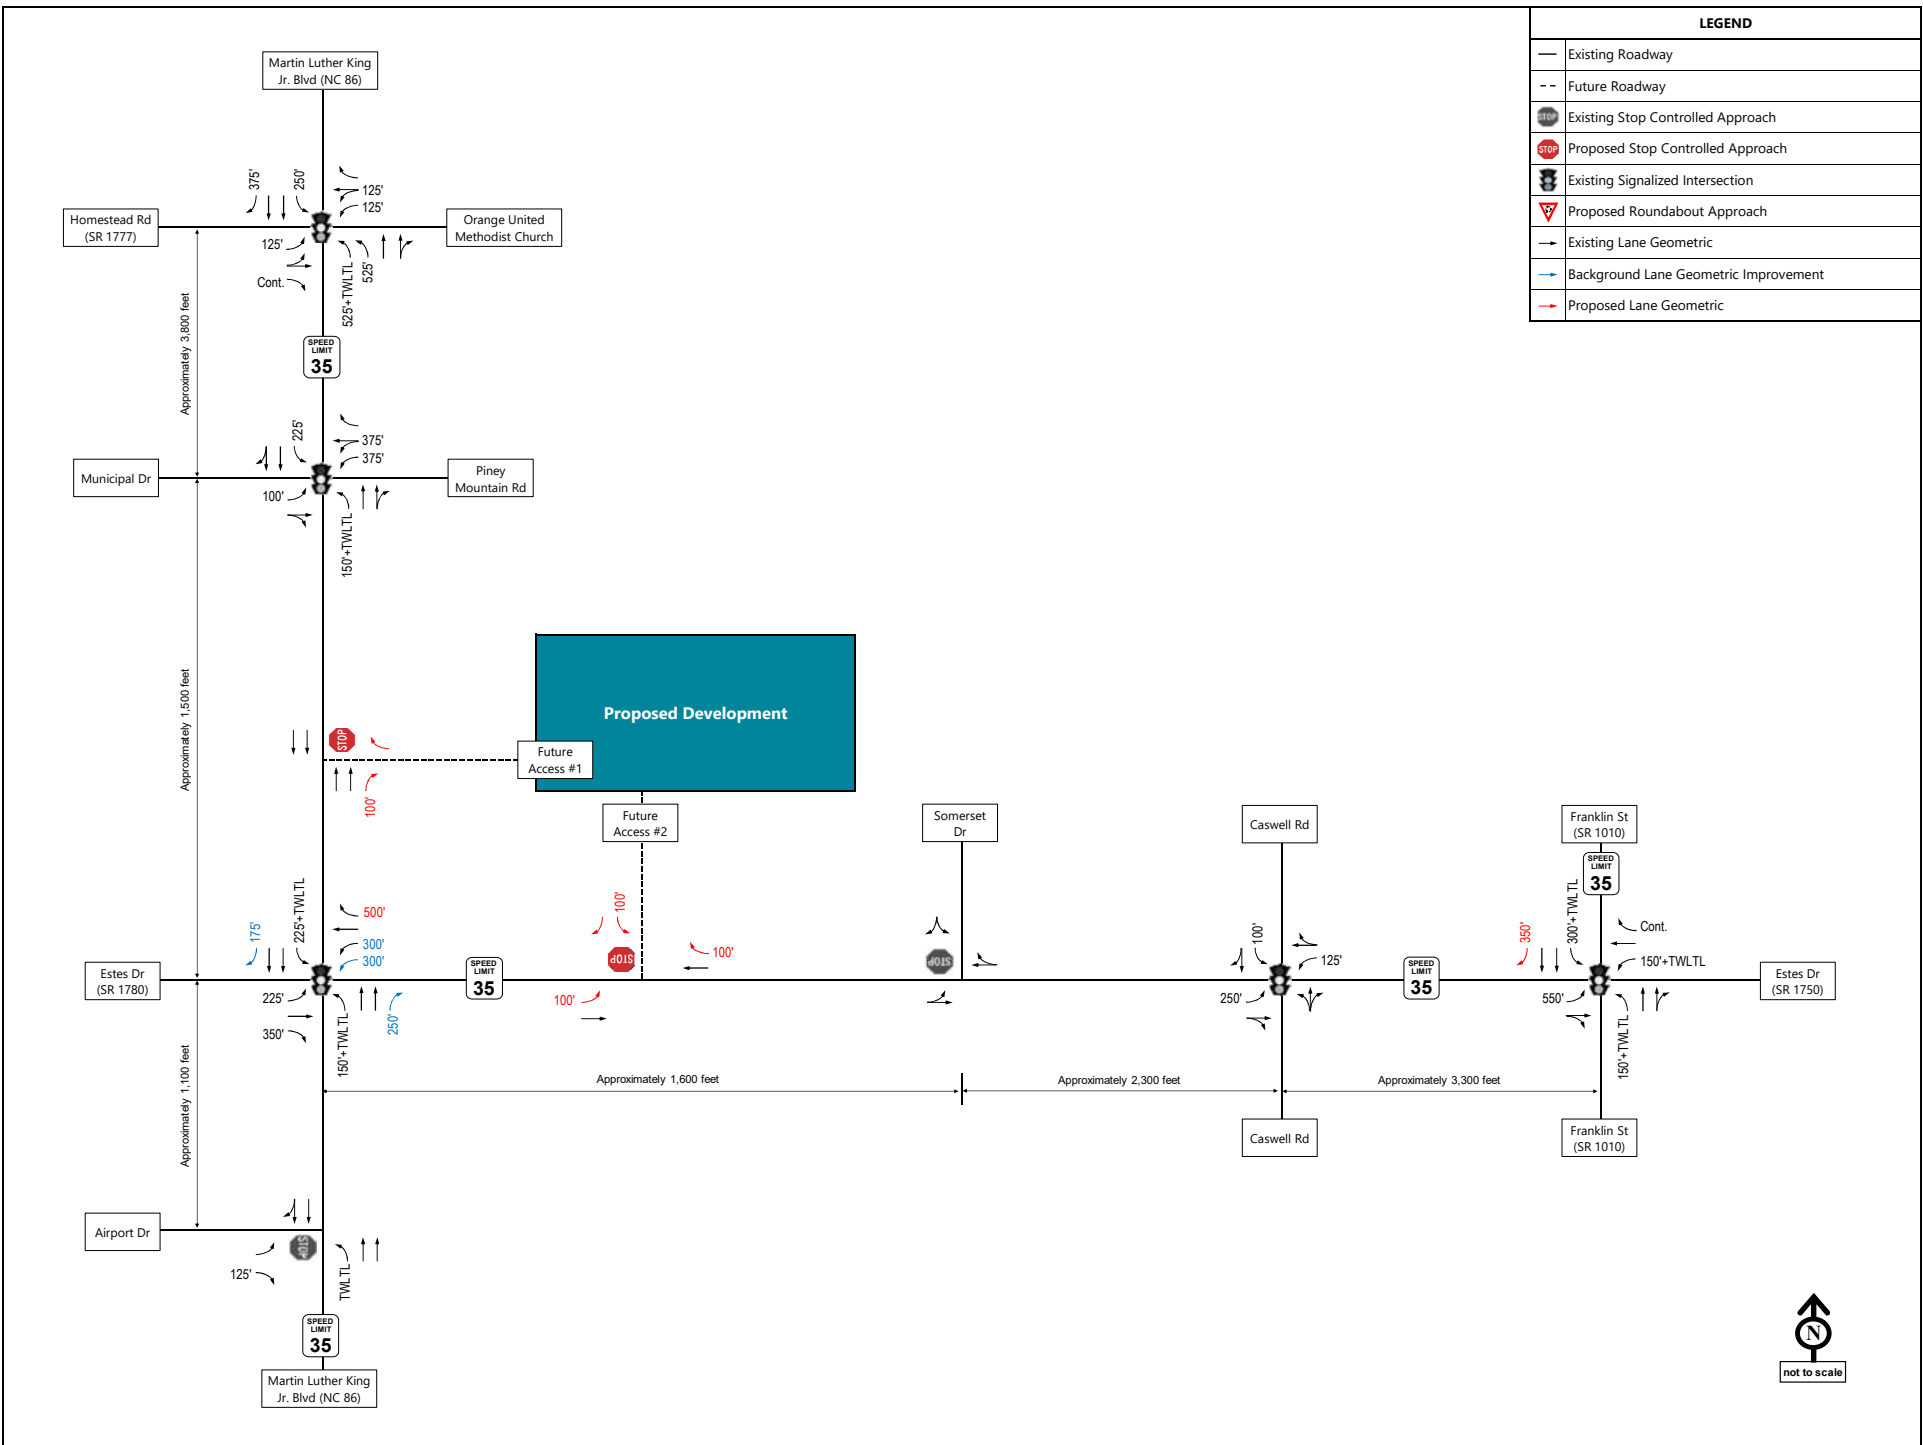 LEGEND
Existing Roadway
Future Roadway
STOP Existing Stop Controlled Approach
STOP Proposed Stop Controlled Approach
Existing Signalized Intersection
Proposed Roundabout Approach
Existing Lane Geometric
Background Lane Geometric Improvement
Proposed Lane Geometric
Martin Luther King
Jr. Blvd (NC 86)
375'
250'
125'
125'
Homestead Rd
(SR 1777)
Orange United
Methodist Church
125'
Cont.
525'+TWLTL
525'
Approximately 3,800 feet
SPEED
LIMIT
35
225'
375'
375'
Municipal Dr
Piney
Mountain Rd
100'
150'+TWLTL
Approximately 1,500 feet
Proposed Development
STOP
Future
Access #1
100'
Future
Access #2
Somerset
Dr
Caswell Rd
Franklin St
(SR 1010)
SPEED
LIMIT
35
175'
225'+TWLTL
500'
300'
300'
100'
STOP
100'
STOP
100'
125'
350'
300'+TWLTL
Cont.
150'+TWLTL
Estes Dr
(SR 1780)
SPEED
LIMIT
35
SPEED
LIMIT
35
Estes Dr
(SR 1750)
225'
350'
150'+TWLTL
250'
100'
250'
550'
150'+TWLTL
Approximately 1,600 feet
Approximately 2,300 feet
Approximately 3,300 feet
Approximately 1,100 feet
Caswell Rd
Franklin St
(SR 1010)
Airport Dr
STOP
125'
TWLTL
SPEED
LIMIT
35
Martin Luther King
Jr. Blvd (NC 86)
N
not to scale